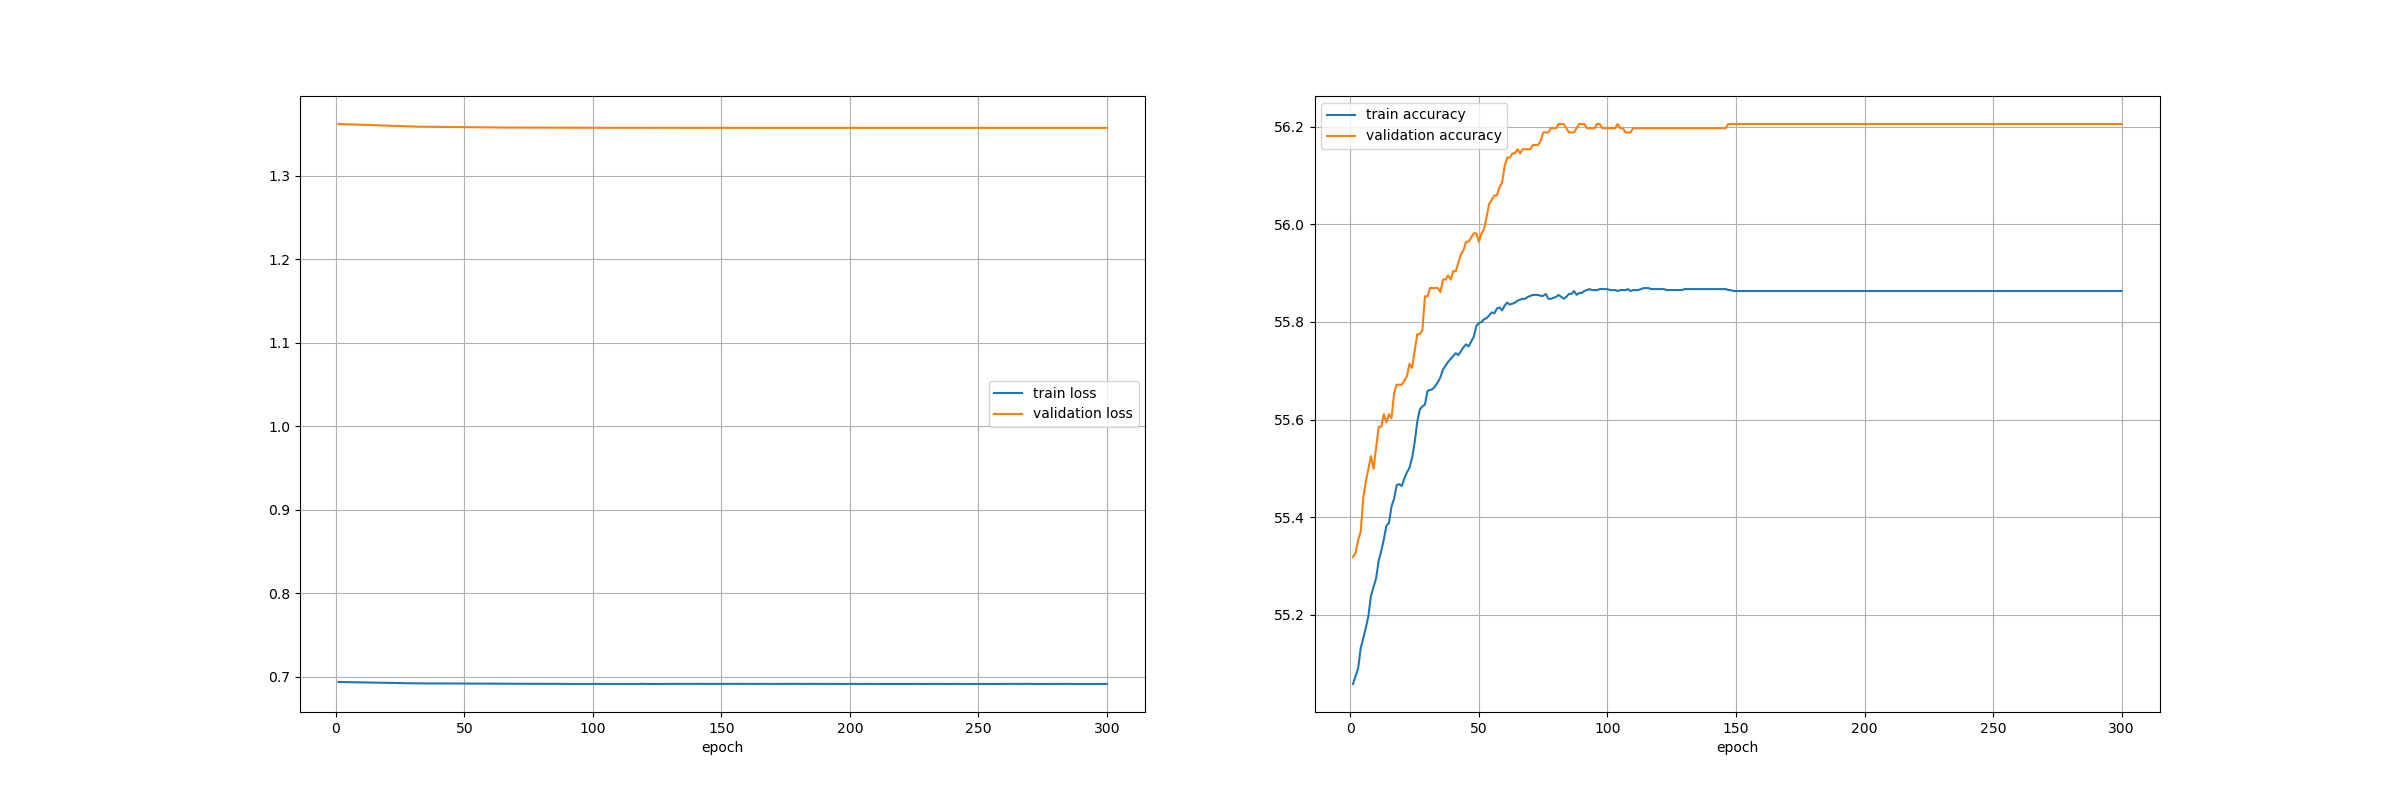 1.3
1.2
1.1
1.0
0.9
0.8
0.7
0 50 100 150 200 250 300
epoch
train loss
validation loss
56.2
56.0
55.8
55.6
55.4
55.2
0 50 100 150 200 250 300
epoch
train accuracy
validation accuracy